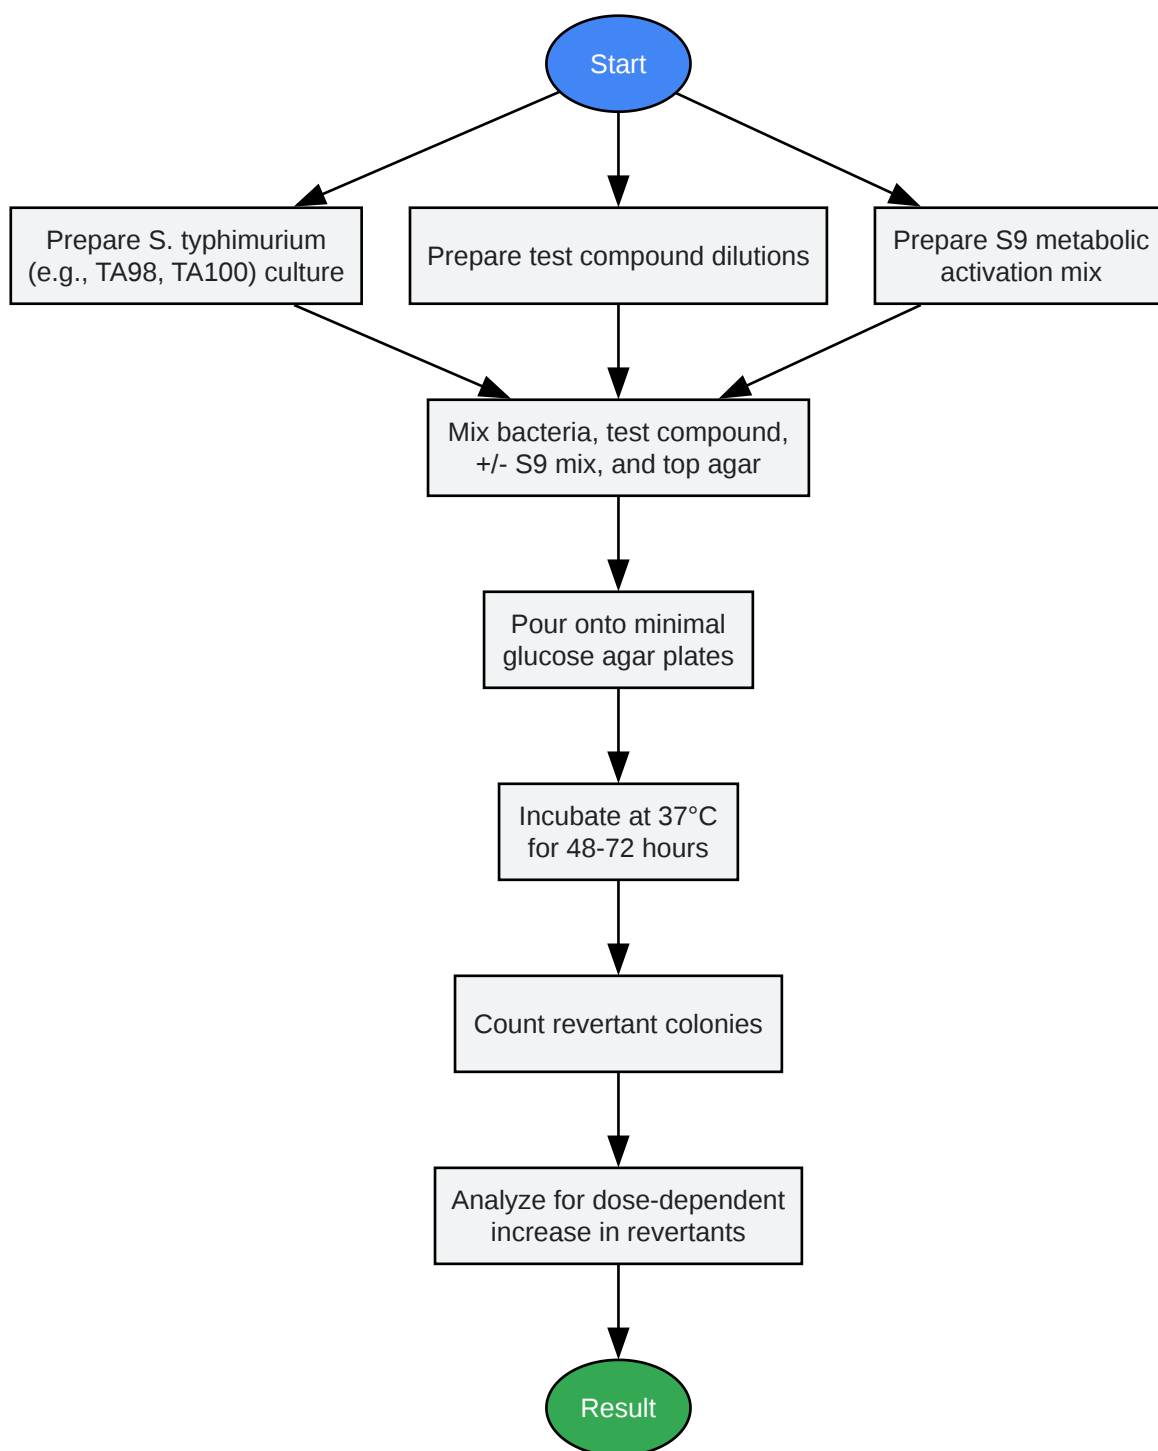 Start
Prepare S. typhimurium
(e.g., TA98, TA100) culture
Prepare test compound dilutions
Prepare S9 metabolic
activation mix
Mix bacteria, test compound,
+/- S9 mix, and top agar
Pour onto minimal
glucose agar plates
Incubate at 37°C
for 48-72 hours
Count revertant colonies
Analyze for dose-dependent
increase in revertants
Result